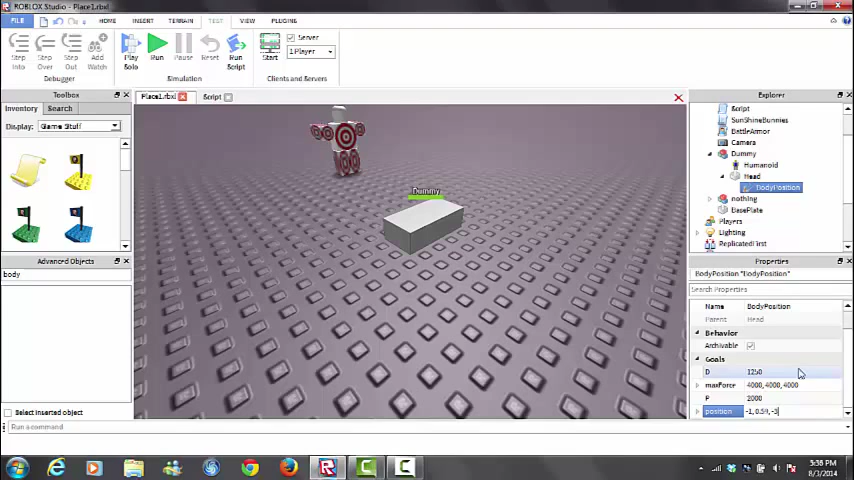 ROBLOX Studio - Place1.rbxl
FILE
HOME
INSERT
TERRAIN
TEST
VIEW
PLUGINS
Step Into
Step Over
Step Out
Add Watch
Debugger
Play Solo
Run
Pause
Reset
Run Script
Simulation
Start
Server
1 Player
Clients and Servers
Toolbox
Inventory
Search
Display:
Game Stuff
Advanced Objects
body
Select inserted object
Place1.rbxl
Script
Dummy
Explorer
Script
SunShineBunnies
BattleArmor
Camera
Dummy
Humanoid
Head
BodyPosition
nothing
BasePlate
Players
Lighting
ReplicatedFirst
Properties
BodyPosition "BodyPosition"
Search Properties
Name BodyPosition
Parent Head
Behavior
Archivable
Goals
D 1250
maxForce 4000, 4000, 4000
P 2000
position -1, 0.59, -3
Run a command
3:36 PM
8/3/2014